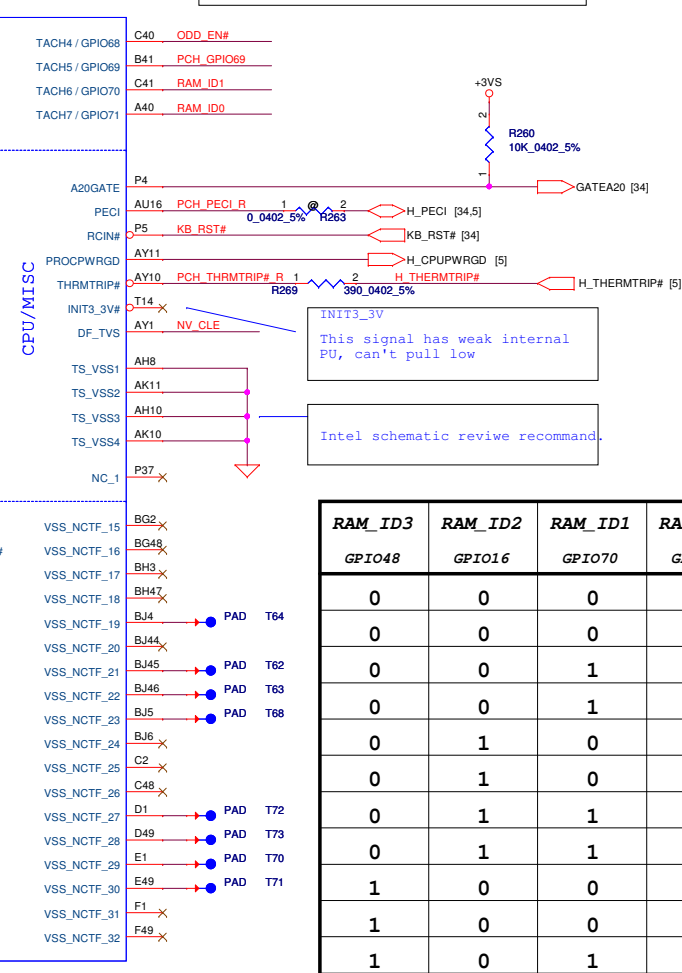 TACH4 / GPIO68 C40 ODD_EN#
TACH5 / GPIO69 B41 PCH_GPIO69
TACH6 / GPIO70 C41 RAM_ID1
TACH7 / GPIO71 A40 RAM_ID0
+3VS
2
R260
10K_0402_5%
1
CPU/MISC
A20GATE P4 GATEA20 [34]
PECI AU16 PCH_PECI_R 1 @ 2 H_PECI [34,5]
0_0402_5% R263
RCIN# P5 KB_RST# KB_RST# [34]
PROCPWRGD AY11 H_CPUPWRGD [5]
THRMTRIP# AY10 PCH_THRMTRIP#_R 1 2 H_THERMTRIP# H_THERMTRIP# [5]
R269 390_0402_5%
INIT3_3V# T14
DF_TVS AY1 NV_CLE
INIT3_3V
This signal has weak internal
PU, can't pull low
TS_VSS1 AH8
TS_VSS2 AK11
TS_VSS3 AH10
TS_VSS4 AK10
Intel schematic reviwe recommand.
NC_1 P37
VSS_NCTF_15 BG2
VSS_NCTF_16 BG48
VSS_NCTF_17 BH3
VSS_NCTF_18 BH47
VSS_NCTF_19 BJ4 PAD T64
VSS_NCTF_20 BJ44
VSS_NCTF_21 BJ45 PAD T62
VSS_NCTF_22 BJ46 PAD T63
VSS_NCTF_23 BJ5 PAD T68
VSS_NCTF_24 BJ6
VSS_NCTF_25 C2
VSS_NCTF_26 C48
VSS_NCTF_27 D1 PAD T72
VSS_NCTF_28 D49 PAD T73
VSS_NCTF_29 E1 PAD T70
VSS_NCTF_30 E49 PAD T71
VSS_NCTF_31 F1
VSS_NCTF_32 F49
RAM_ID3 RAM_ID2 RAM_ID1
GPIO48 GPIO16 GPIO70
0 0 0
0 0 0
0 0 1
0 0 1
0 1 0
0 1 0
0 1 1
0 1 1
1 0 0
1 0 0
1 0 1